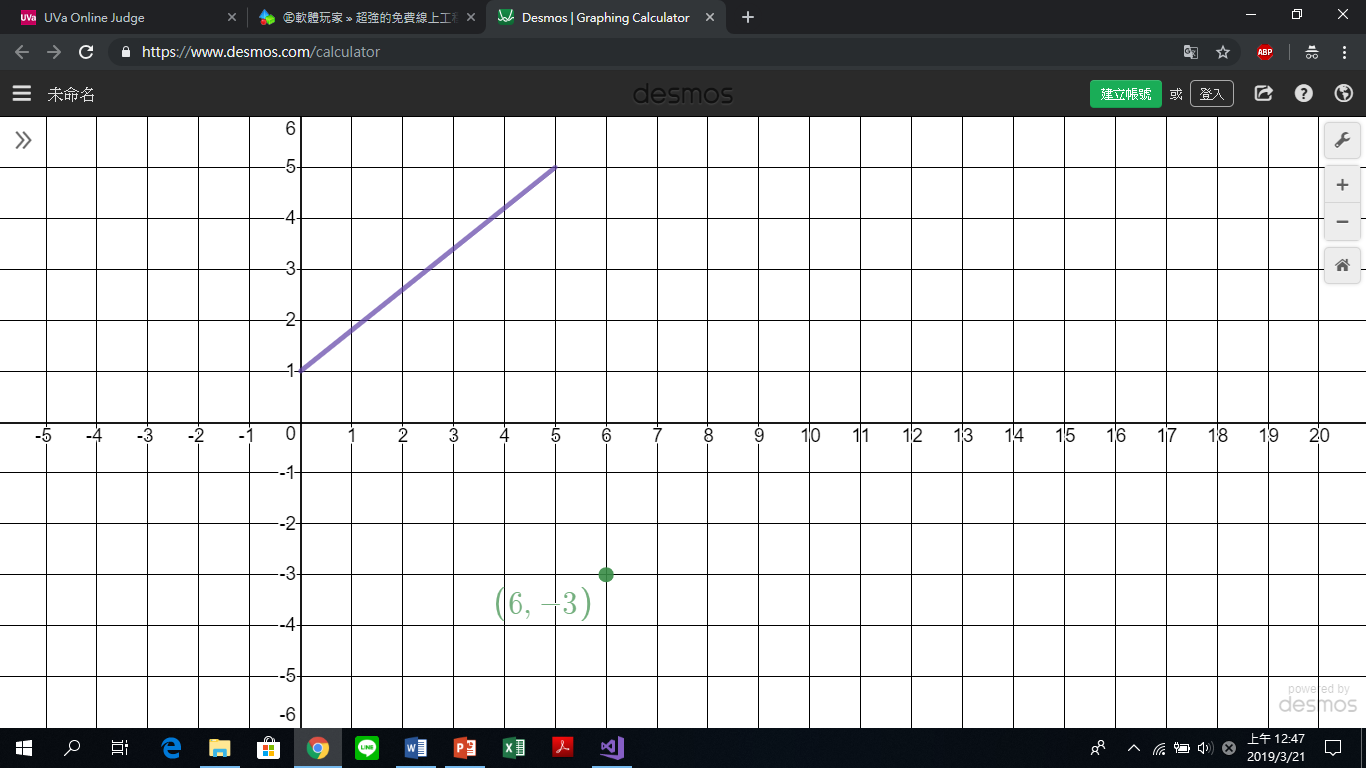 UVa UVa Online Judge
㊣軟體玩家 » 超強的免費線上工
Desmos | Graphing Calculator
https://www.desmos.com/calculator
ABP
未命名
desmos
建立帳號 或 登入
6
5
4
3
2
1
-5 -4 -3 -2 -1 0 1 2 3 4 5 6 7 8 9 10 11 12 13 14 15 16 17 18 19 20
-1
-2
-3
(6, −3)
-4
-5
-6
powered by
desmos
LINE
上午 12:47
2019/3/21